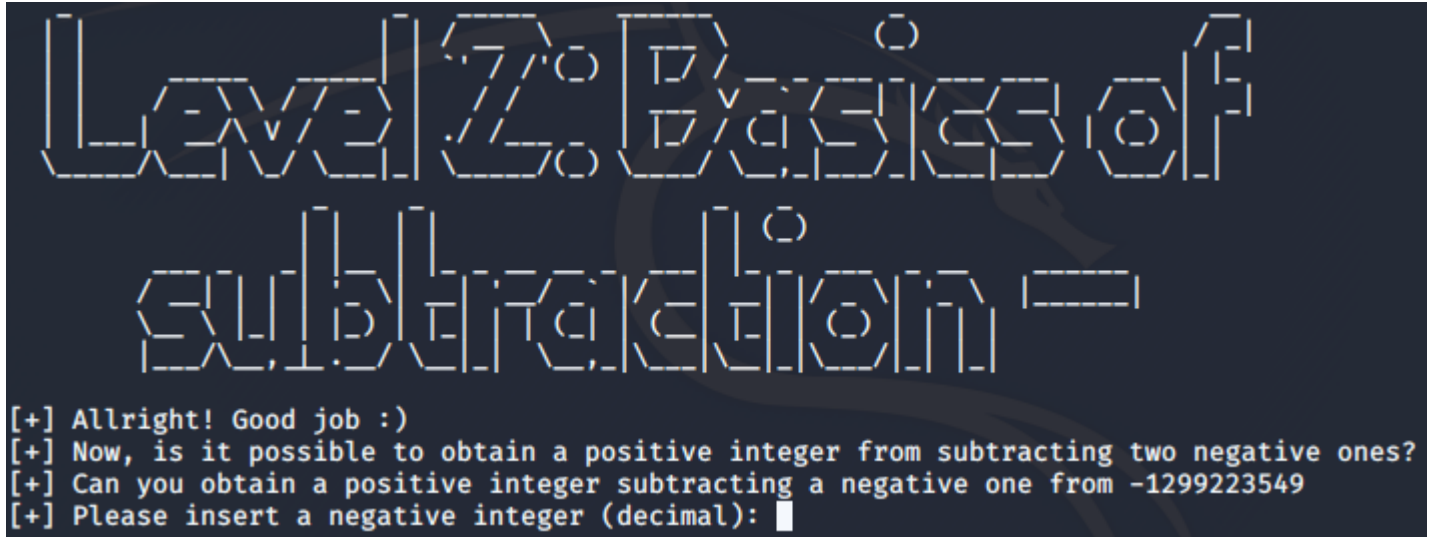 Level 2: Basics of
subtraction -
[+] Allright! Good job :)
[+] Now, is it possible to obtain a positive integer from subtracting two negative ones?
[+] Can you obtain a positive integer subtracting a negative one from -1299223549
[+] Please insert a negative integer (decimal):